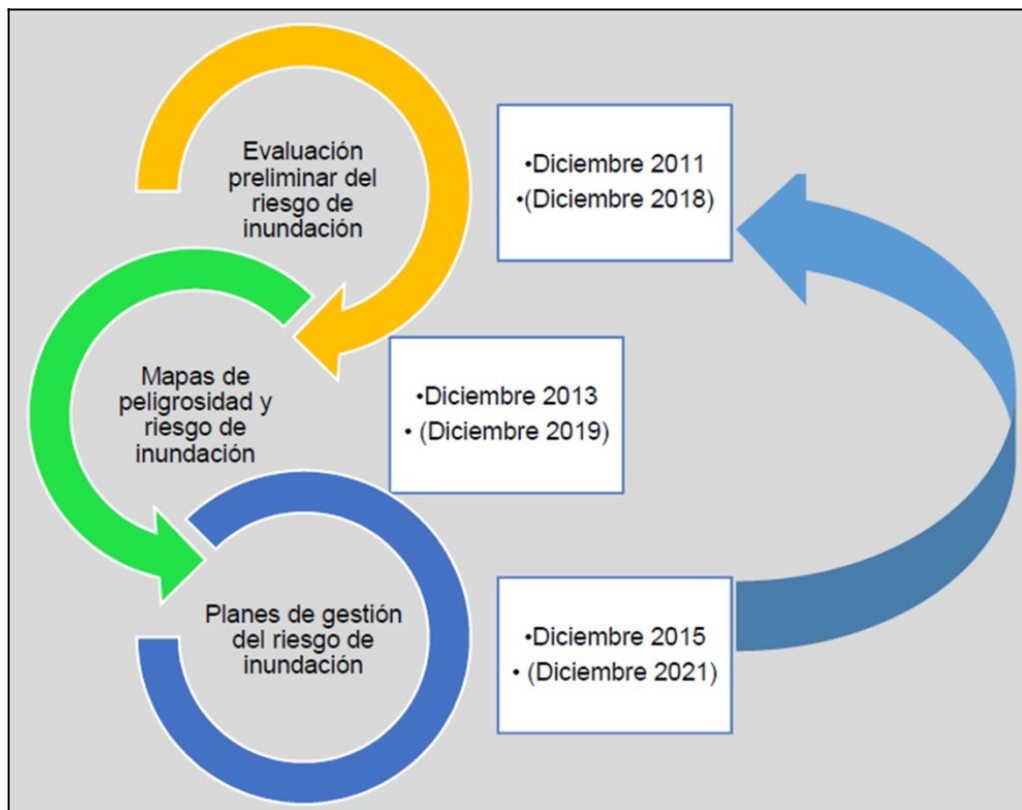 Evaluación
preliminar del
riesgo de
inundación
•Diciembre 2011
•(Diciembre 2018)
Mapas de
peligrosidad y
riesgo de
inundación
•Diciembre 2013
• (Diciembre 2019)
Planes de gestión
del riesgo de
inundación
•Diciembre 2015
• (Diciembre 2021)